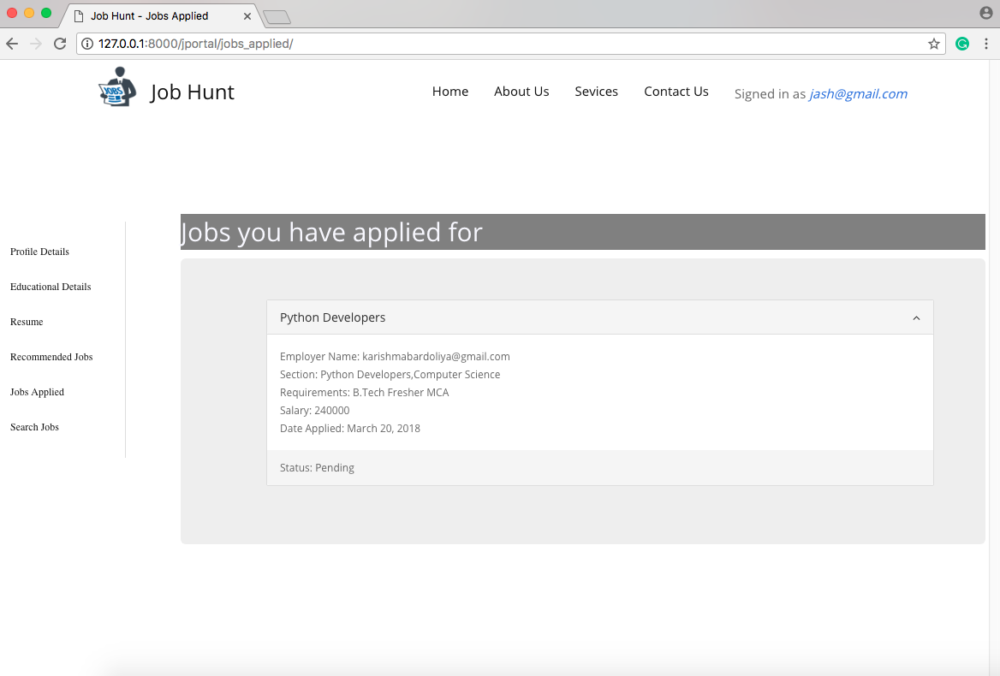 Job Hunt - Jobs Applied
127.0.0.1:8000/jportal/jobs_applied/
JOBS
Job Hunt
Home About Us Sevices Contact Us Signed in as jash@gmail.com
Jobs you have applied for
Profile Details
Educational Details
Resume
Recommended Jobs
Jobs Applied
Search Jobs
Python Developers
Employer Name: karishmabardoliya@gmail.com
Section: Python Developers,Computer Science
Requirements: B.Tech Fresher MCA
Salary: 240000
Date Applied: March 20, 2018
Status: Pending